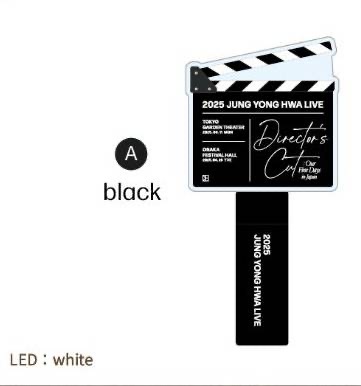 A
black
2025 JUNG YONG HWA LIVE
TOKYO
GARDEN THEATER
OSAKA
FESTIVAL HALL
Director's
Cut
Our
Fine Days
in Japan
2025
JUNG YONG HWA LIVE
LED : white